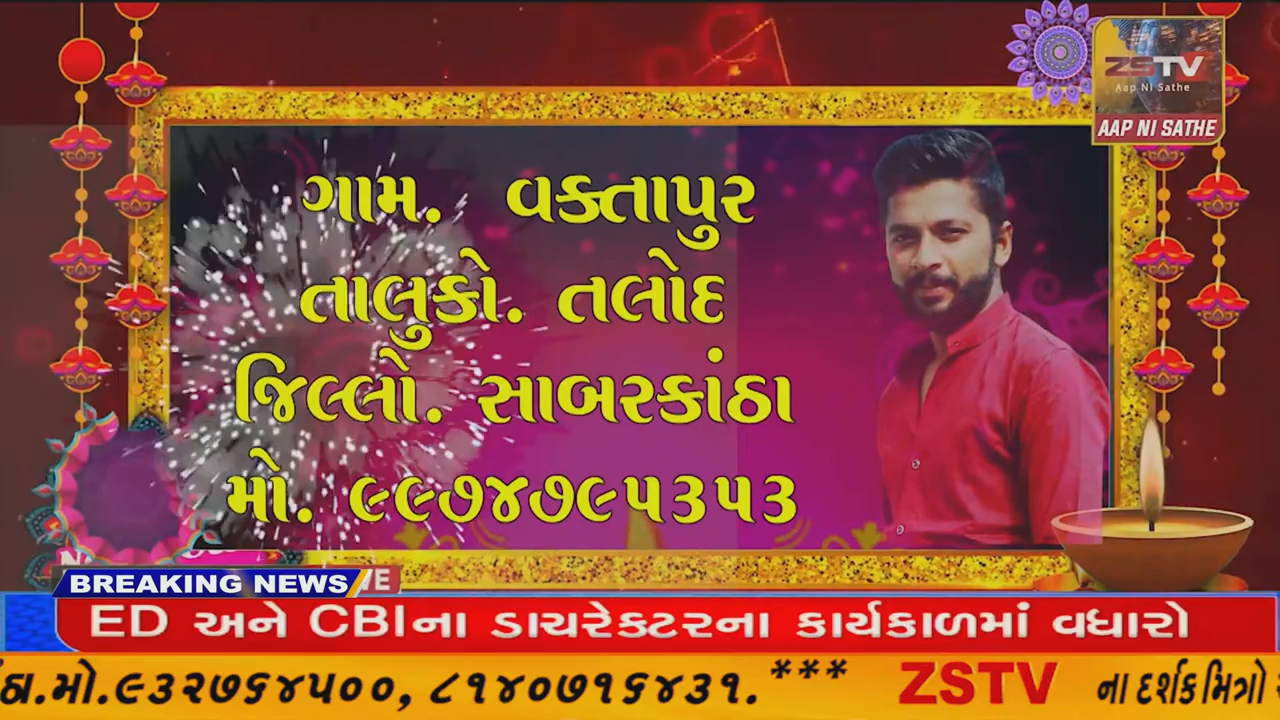 ZSTV
Aap Ni Sathe
AAP NI SATHE
ગામ. વક્તાપુર
તાલુકો. તલોદ
જિલ્લો. સાબરકાંઠા
મો. ૯૯૭૪૭૯૫૩૫૩
BREAKING NEWS
ED અને CBIના ડાયરેક્ટરના કાર્યકાળમાં વધારો
મો.૯૩૨૭૬૪૫૦૦, ૮૧૪૦૭૧૬૪૩૧. *** ZSTV ના દર્શક મિત્રો